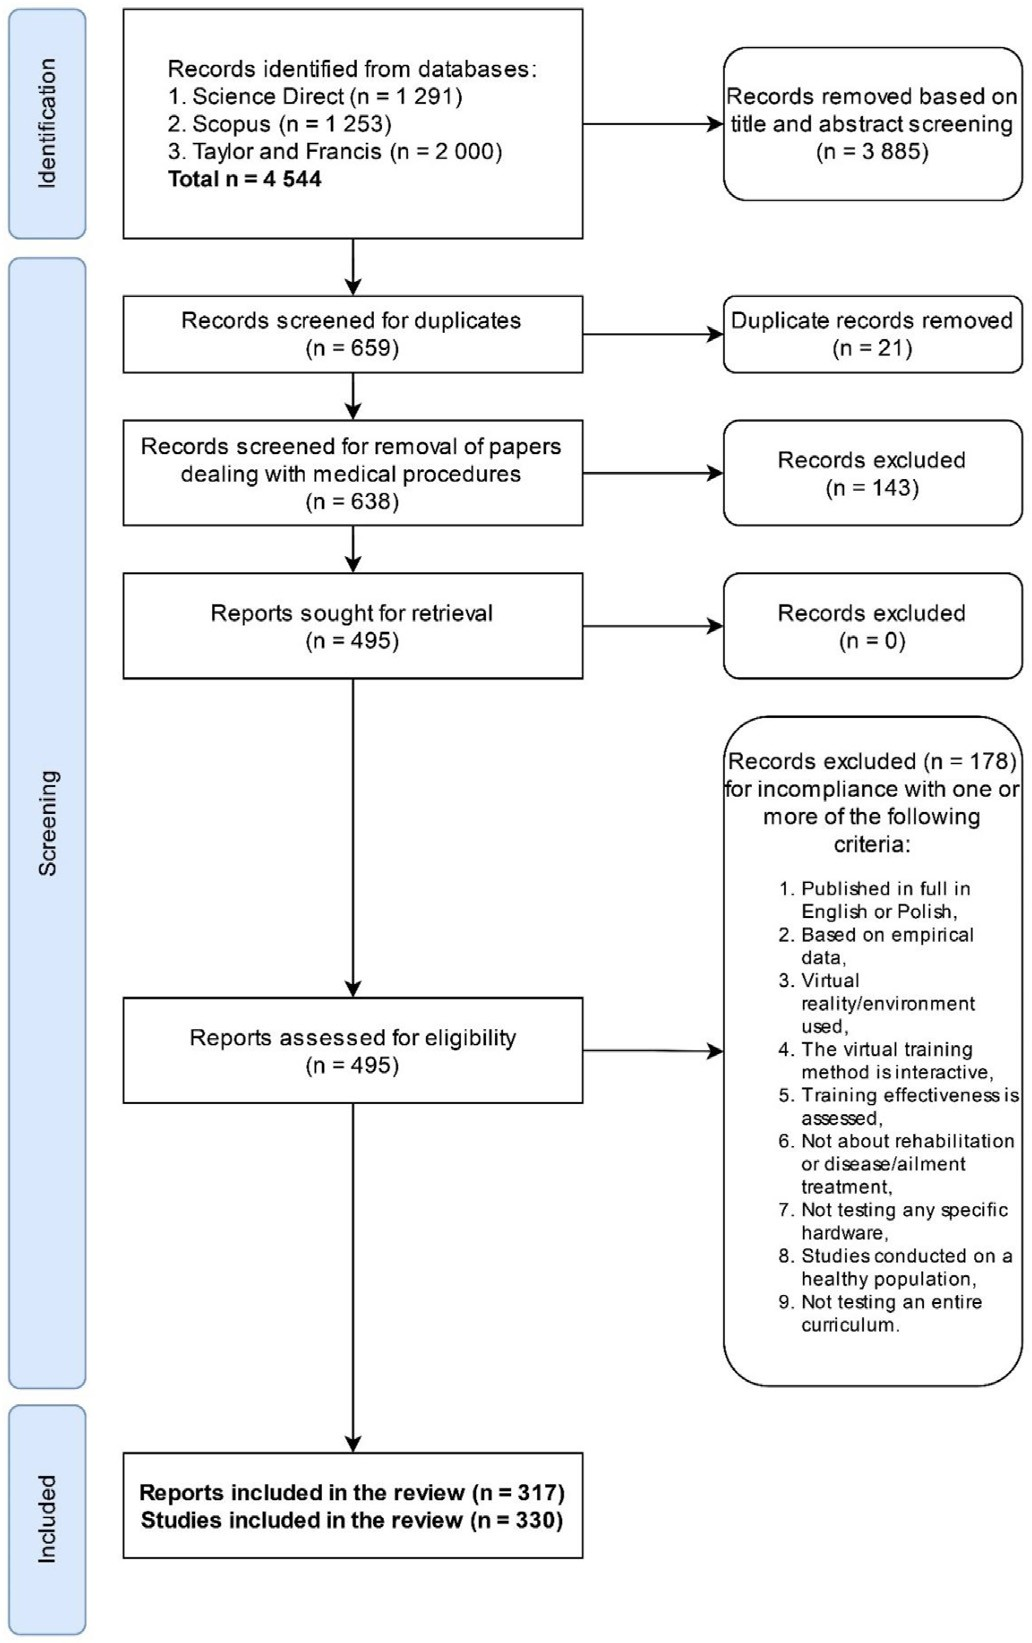 Identification
Records identified from databases:
1. Science Direct (n = 1 291)
2. Scopus (n = 1 253)
3. Taylor and Francis (n = 2 000)
Total n = 4 544
Records removed based on
title and abstract screening
(n = 3 885)
Screening
Records screened for duplicates
(n = 659)
Duplicate records removed
(n = 21)
Records screened for removal of papers
dealing with medical procedures
(n = 638)
Records excluded
(n = 143)
Reports sought for retrieval
(n = 495)
Records excluded
(n = 0)
Reports assessed for eligibility
(n = 495)
Records excluded (n = 178)
for incompliance with one or
more of the following
criteria:
1. Published in full in
English or Polish,
2. Based on empirical
data,
3. Virtual
reality/environment
used,
4. The virtual training
method is interactive,
5. Training effectiveness is
assessed,
6. Not about rehabilitation
or disease/ailment
treatment,
7. Not testing any specific
hardware,
8. Studies conducted on a
healthy population,
9. Not testing an entire
curriculum.
Included
Reports included in the review (n = 317)
Studies included in the review (n = 330)